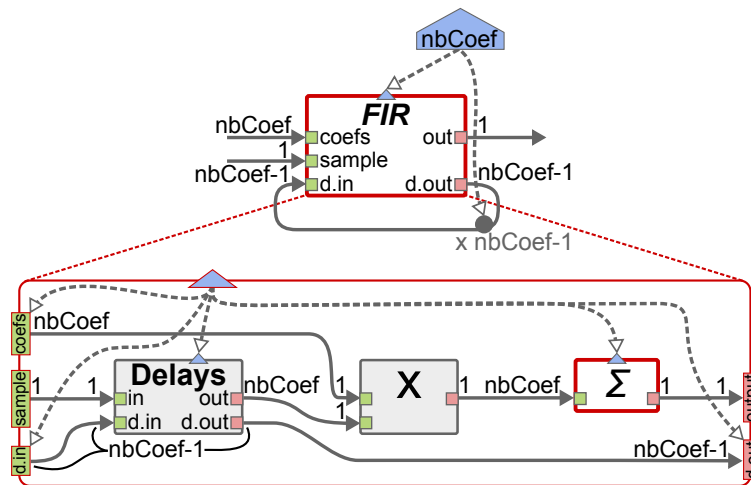 nbCoef
FIR
nbCoef
coefs
out
1
1
sample
nbCoef-1
d.in
d.out
nbCoef-1
x nbCoef-1
coefs
nbCoef
sample
1
1
Delays
in
out
nbCoef
d.in
d.out
nbCoef-1
1
1
X
1
nbCoef
Σ
1
1
output
d.in
nbCoef-1
d.out